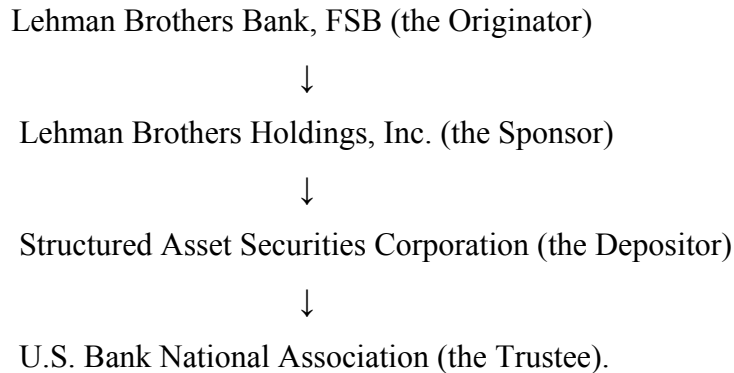 Lehman Brothers Bank, FSB (the Originator)
↓
Lehman Brothers Holdings, Inc. (the Sponsor)
↓
Structured Asset Securities Corporation (the Depositor)
↓
U.S. Bank National Association (the Trustee).